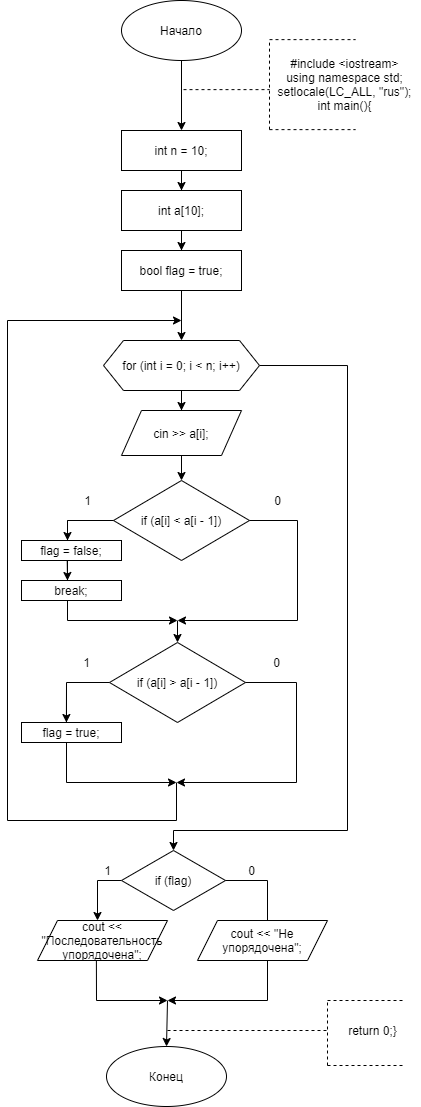 Начало
#include <iostream>
using namespace std;
setlocale(LC_ALL, "rus");
int main(){
int n = 10;
int a[10];
bool flag = true;
for (int i = 0; i < n; i++)
cin >> a[i];
1
0
if (a[i] < a[i - 1])
flag = false;
break;
1
0
if (a[i] > a[i - 1])
flag = true;
1
0
if (flag)
cout <<
"Последовательность
упорядочена";
cout << "Не
упорядочена";
return 0;}
Конец